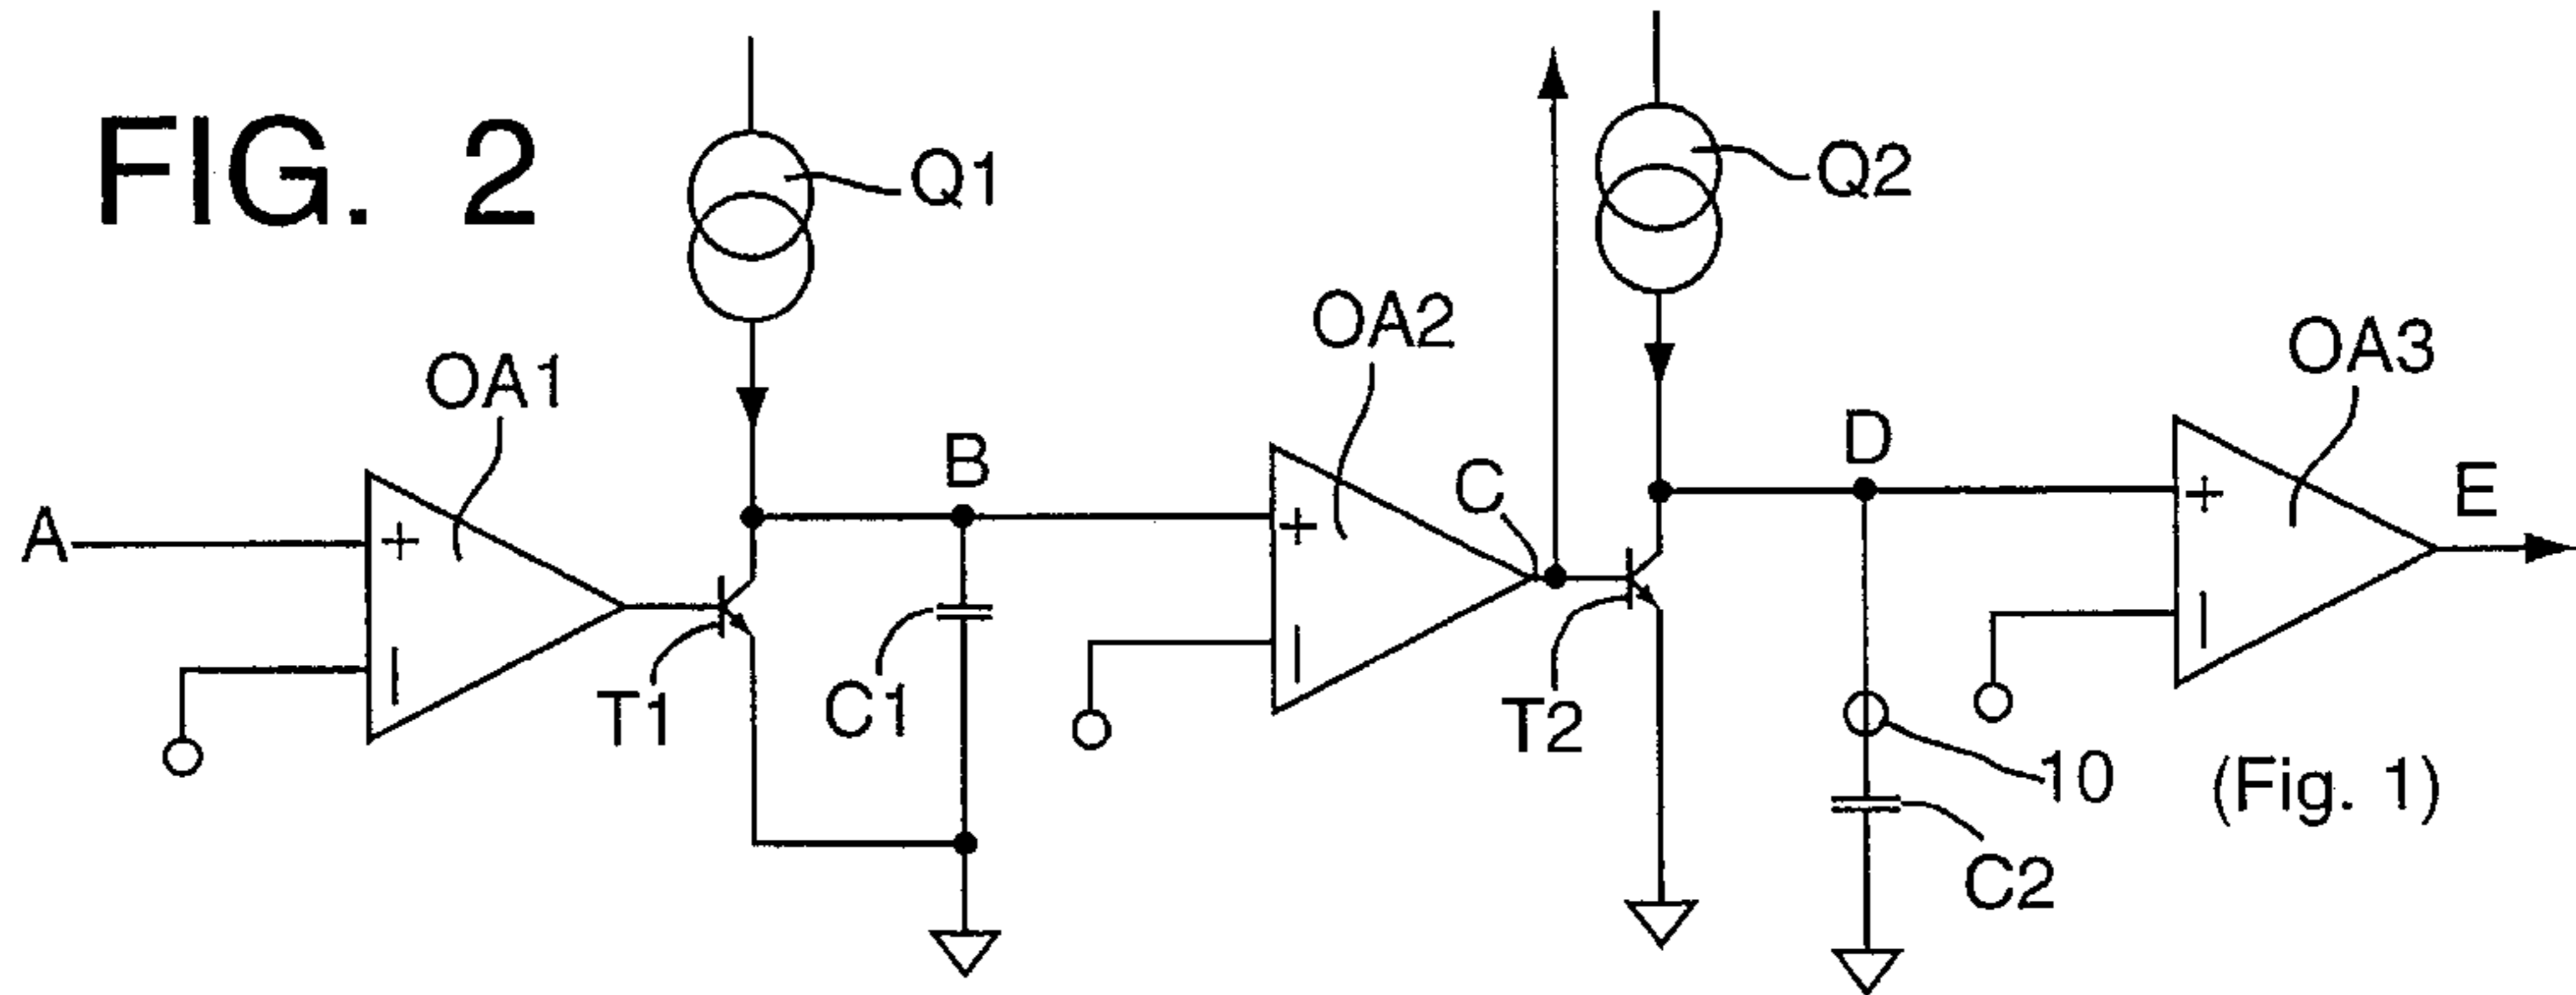 FIG. 2
Q1
Q2
OA1
OA2
OA3
A
B
C
D
E
+
+
+
T1
C1
T2
10
(Fig. 1)
C2